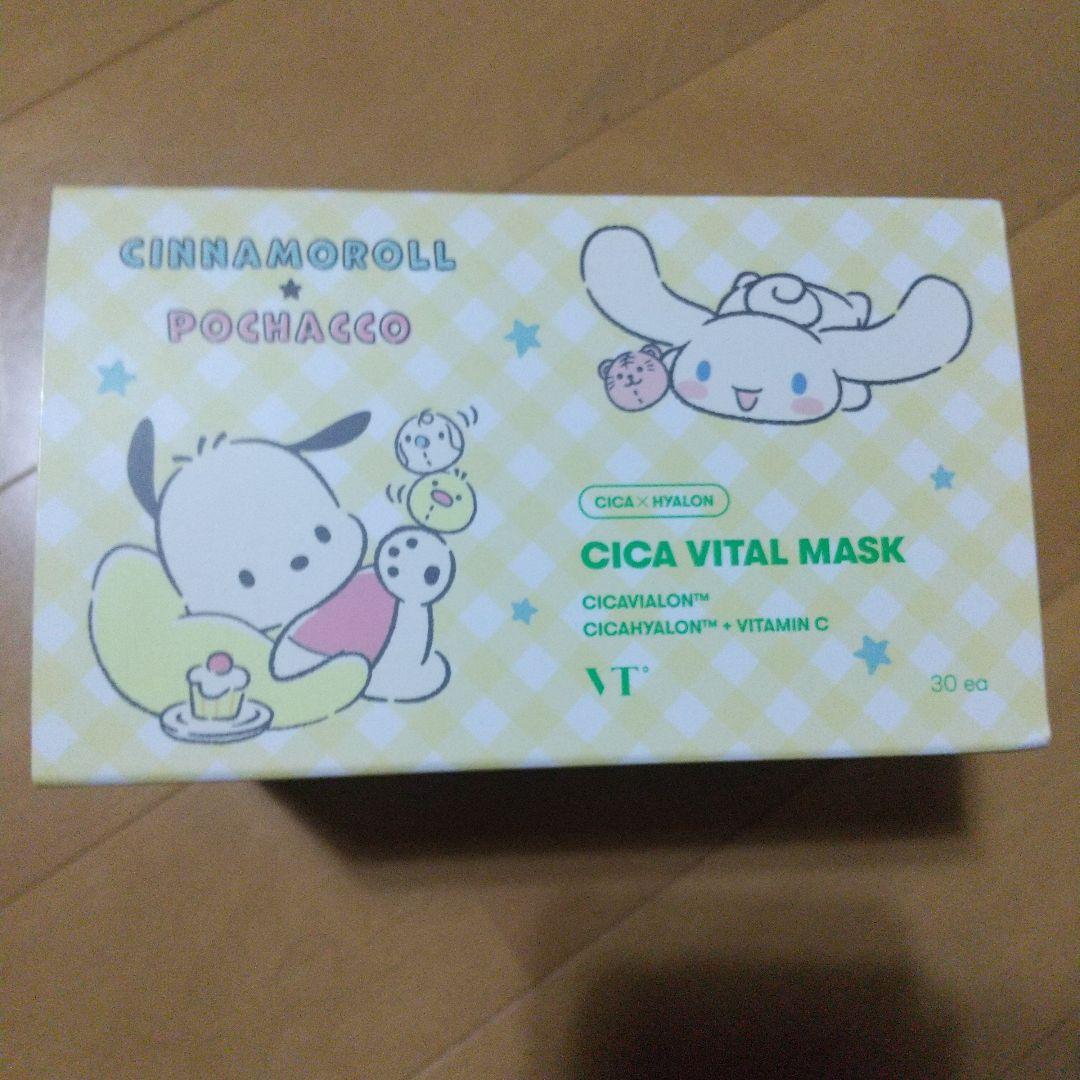 CINNAMOROLL
★
POCHACCO
CICA×HYALON
CICA VITAL MASK
CICAVIALON™
CICAHYALON™ + VITAMIN C
VT°
30 ea